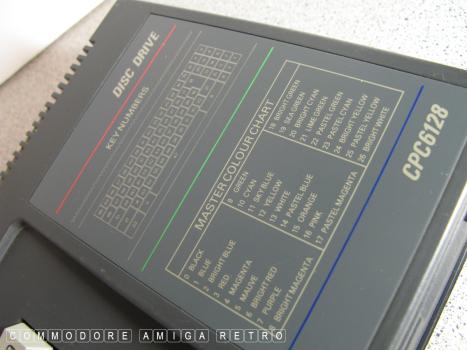 DISC DRIVE
KEY NUMBERS
MASTER COLOUR CHART
0 BLACK
1 BLUE
2 BRIGHT BLUE
3 RED
4 MAGENTA
5 MAUVE
6 BRIGHT RED
7 PURPLE
8 BRIGHT MAGENTA
9 GREEN
10 CYAN
11 SKY BLUE
12 YELLOW
13 WHITE
14 PASTEL BLUE
15 ORANGE
16 PINK
17 PASTEL MAGENTA
18 BRIGHT GREEN
19 SEA GREEN
20 BRIGHT CYAN
21 LIME GREEN
22 PASTEL GREEN
23 PASTEL CYAN
24 BRIGHT YELLOW
25 PASTEL YELLOW
26 BRIGHT WHITE
CPC6128
COMMODORE AMIGA RETRO